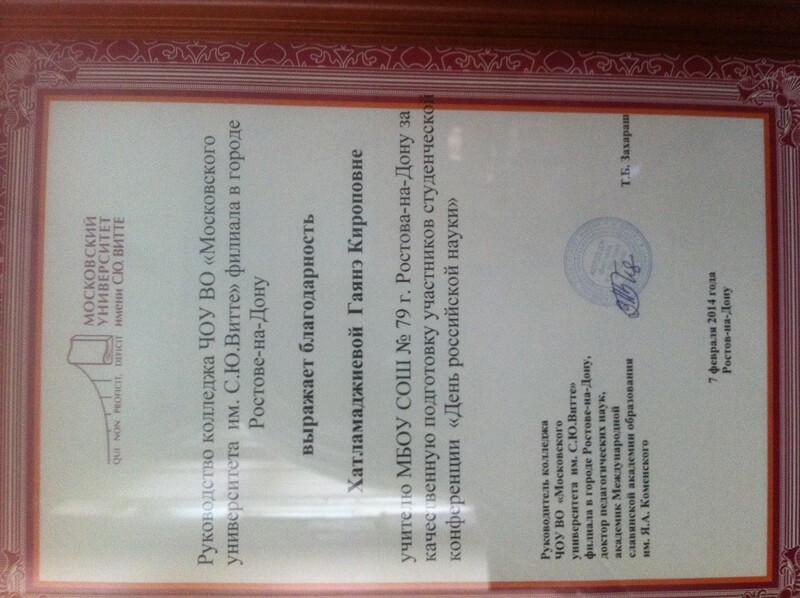 QUI NON PROFICIT, DEFICIT
МОСКОВСКИЙ
УНИВЕРСИТЕТ
имени С.Ю. ВИТТЕ
Руководство колледжа ЧОУ ВО «Московского
университета им. С.Ю.Витте» филиала в городе
Ростове-на-Дону
выражает благодарность
Хатламаджиевой Гаянэ Кироповне
учителю МБОУ СОШ № 79 г. Ростова-на-Дону за
качественную подготовку участников студенческой
конференции «День российской науки»
Руководитель колледжа
ЧОУ ВО «Московского
университета им. С.Ю.Витте»
филиала в городе Ростове-на-Дону,
доктор педагогических наук,
академик Международной
славянской академии образования
им. Я.А. Коменского
Т.Б. Захараш
7 февраля 2014 года
Ростов-на-Дону